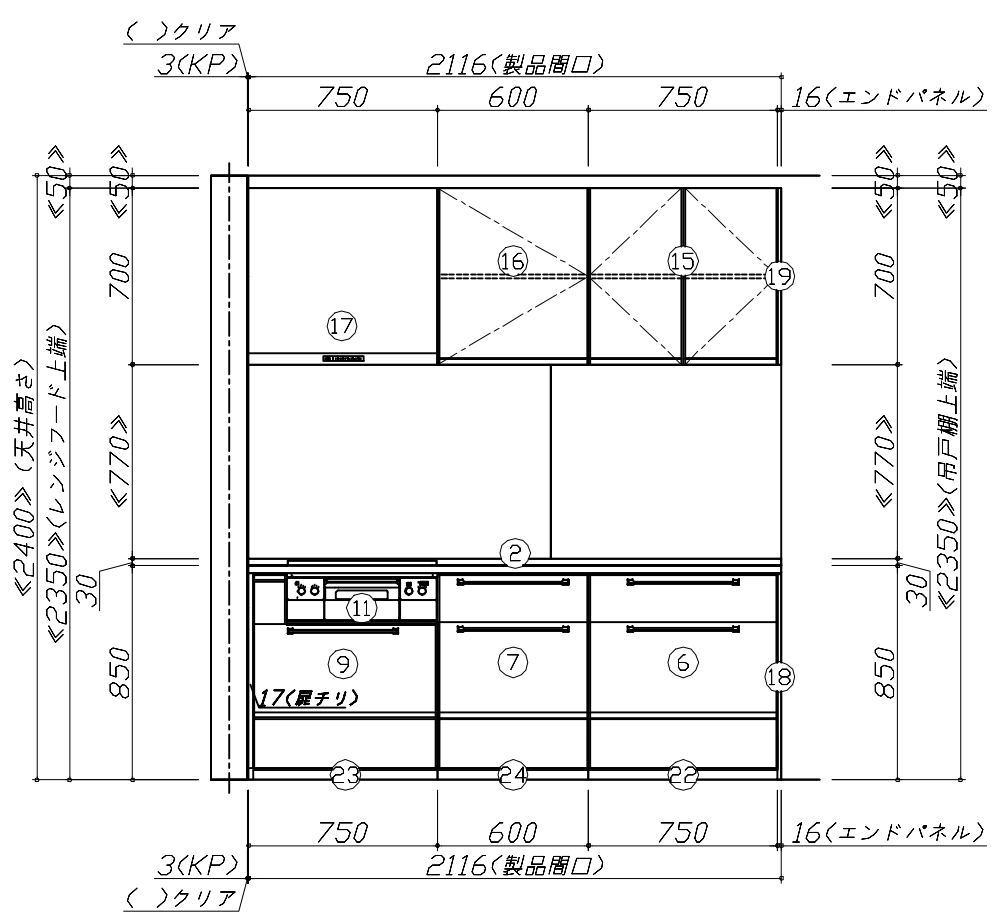 ( )クリア
3(KP)
2116(製品間口)
750
600
750
16(エンドパネル)
≪50≫
≪50≫
≪50≫
≪50≫
700
700
16
15
19
17
≪2400≫(天井高さ)
≪2350≫(レンジフード上端)
≪770≫
≪770≫
≪2350≫(吊戸棚上端)
2
30
30
11
9
7
6
18
850
850
17(扉チリ)
23
24
22
750
600
750
16(エンドパネル)
3(KP)
2116(製品間口)
( )クリア